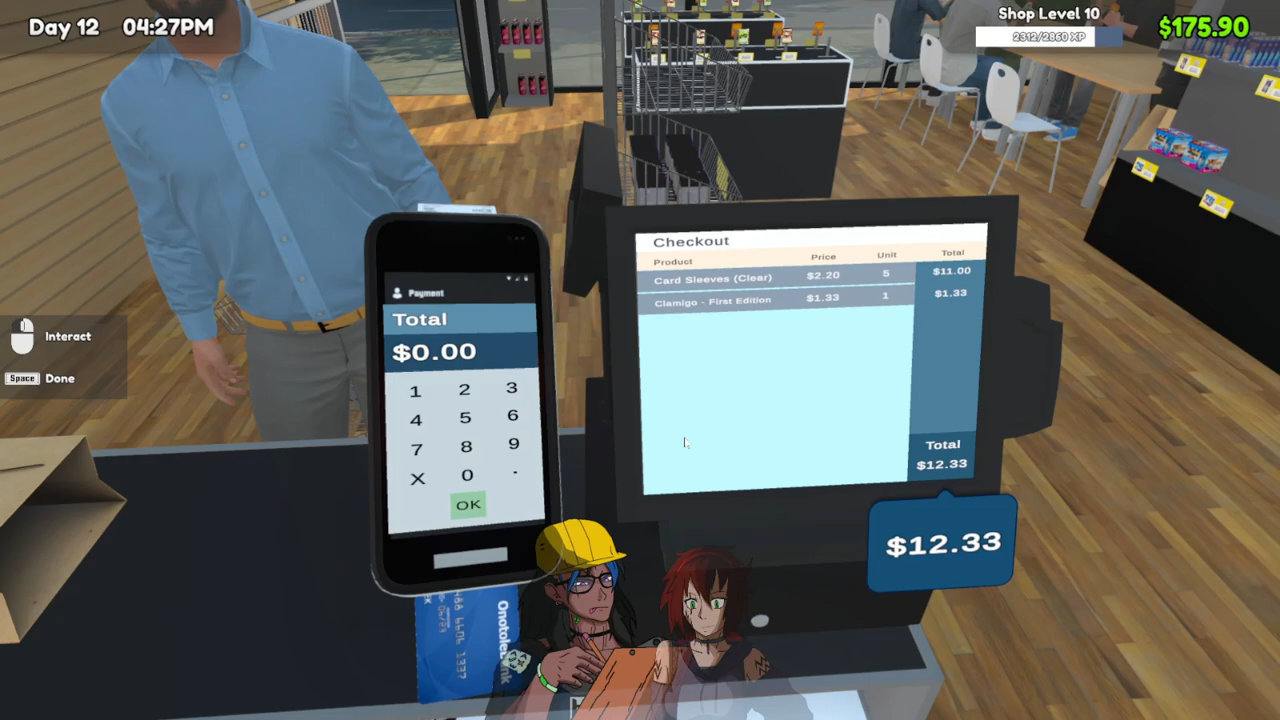 Day 12 04:27PM
Shop Level 10
2312/2860 XP
$175.90
Interact
Space Done
Payment
Total
$0.00
1 2 3
4 5 6
7 8 9
X 0 .
OK
Checkout
Product Price Unit Total
Card Sleeves (Clear) $2.20 5 $11.00
Clamigo - First Edition $1.33 1 $1.33
Total
$12.33
$12.33